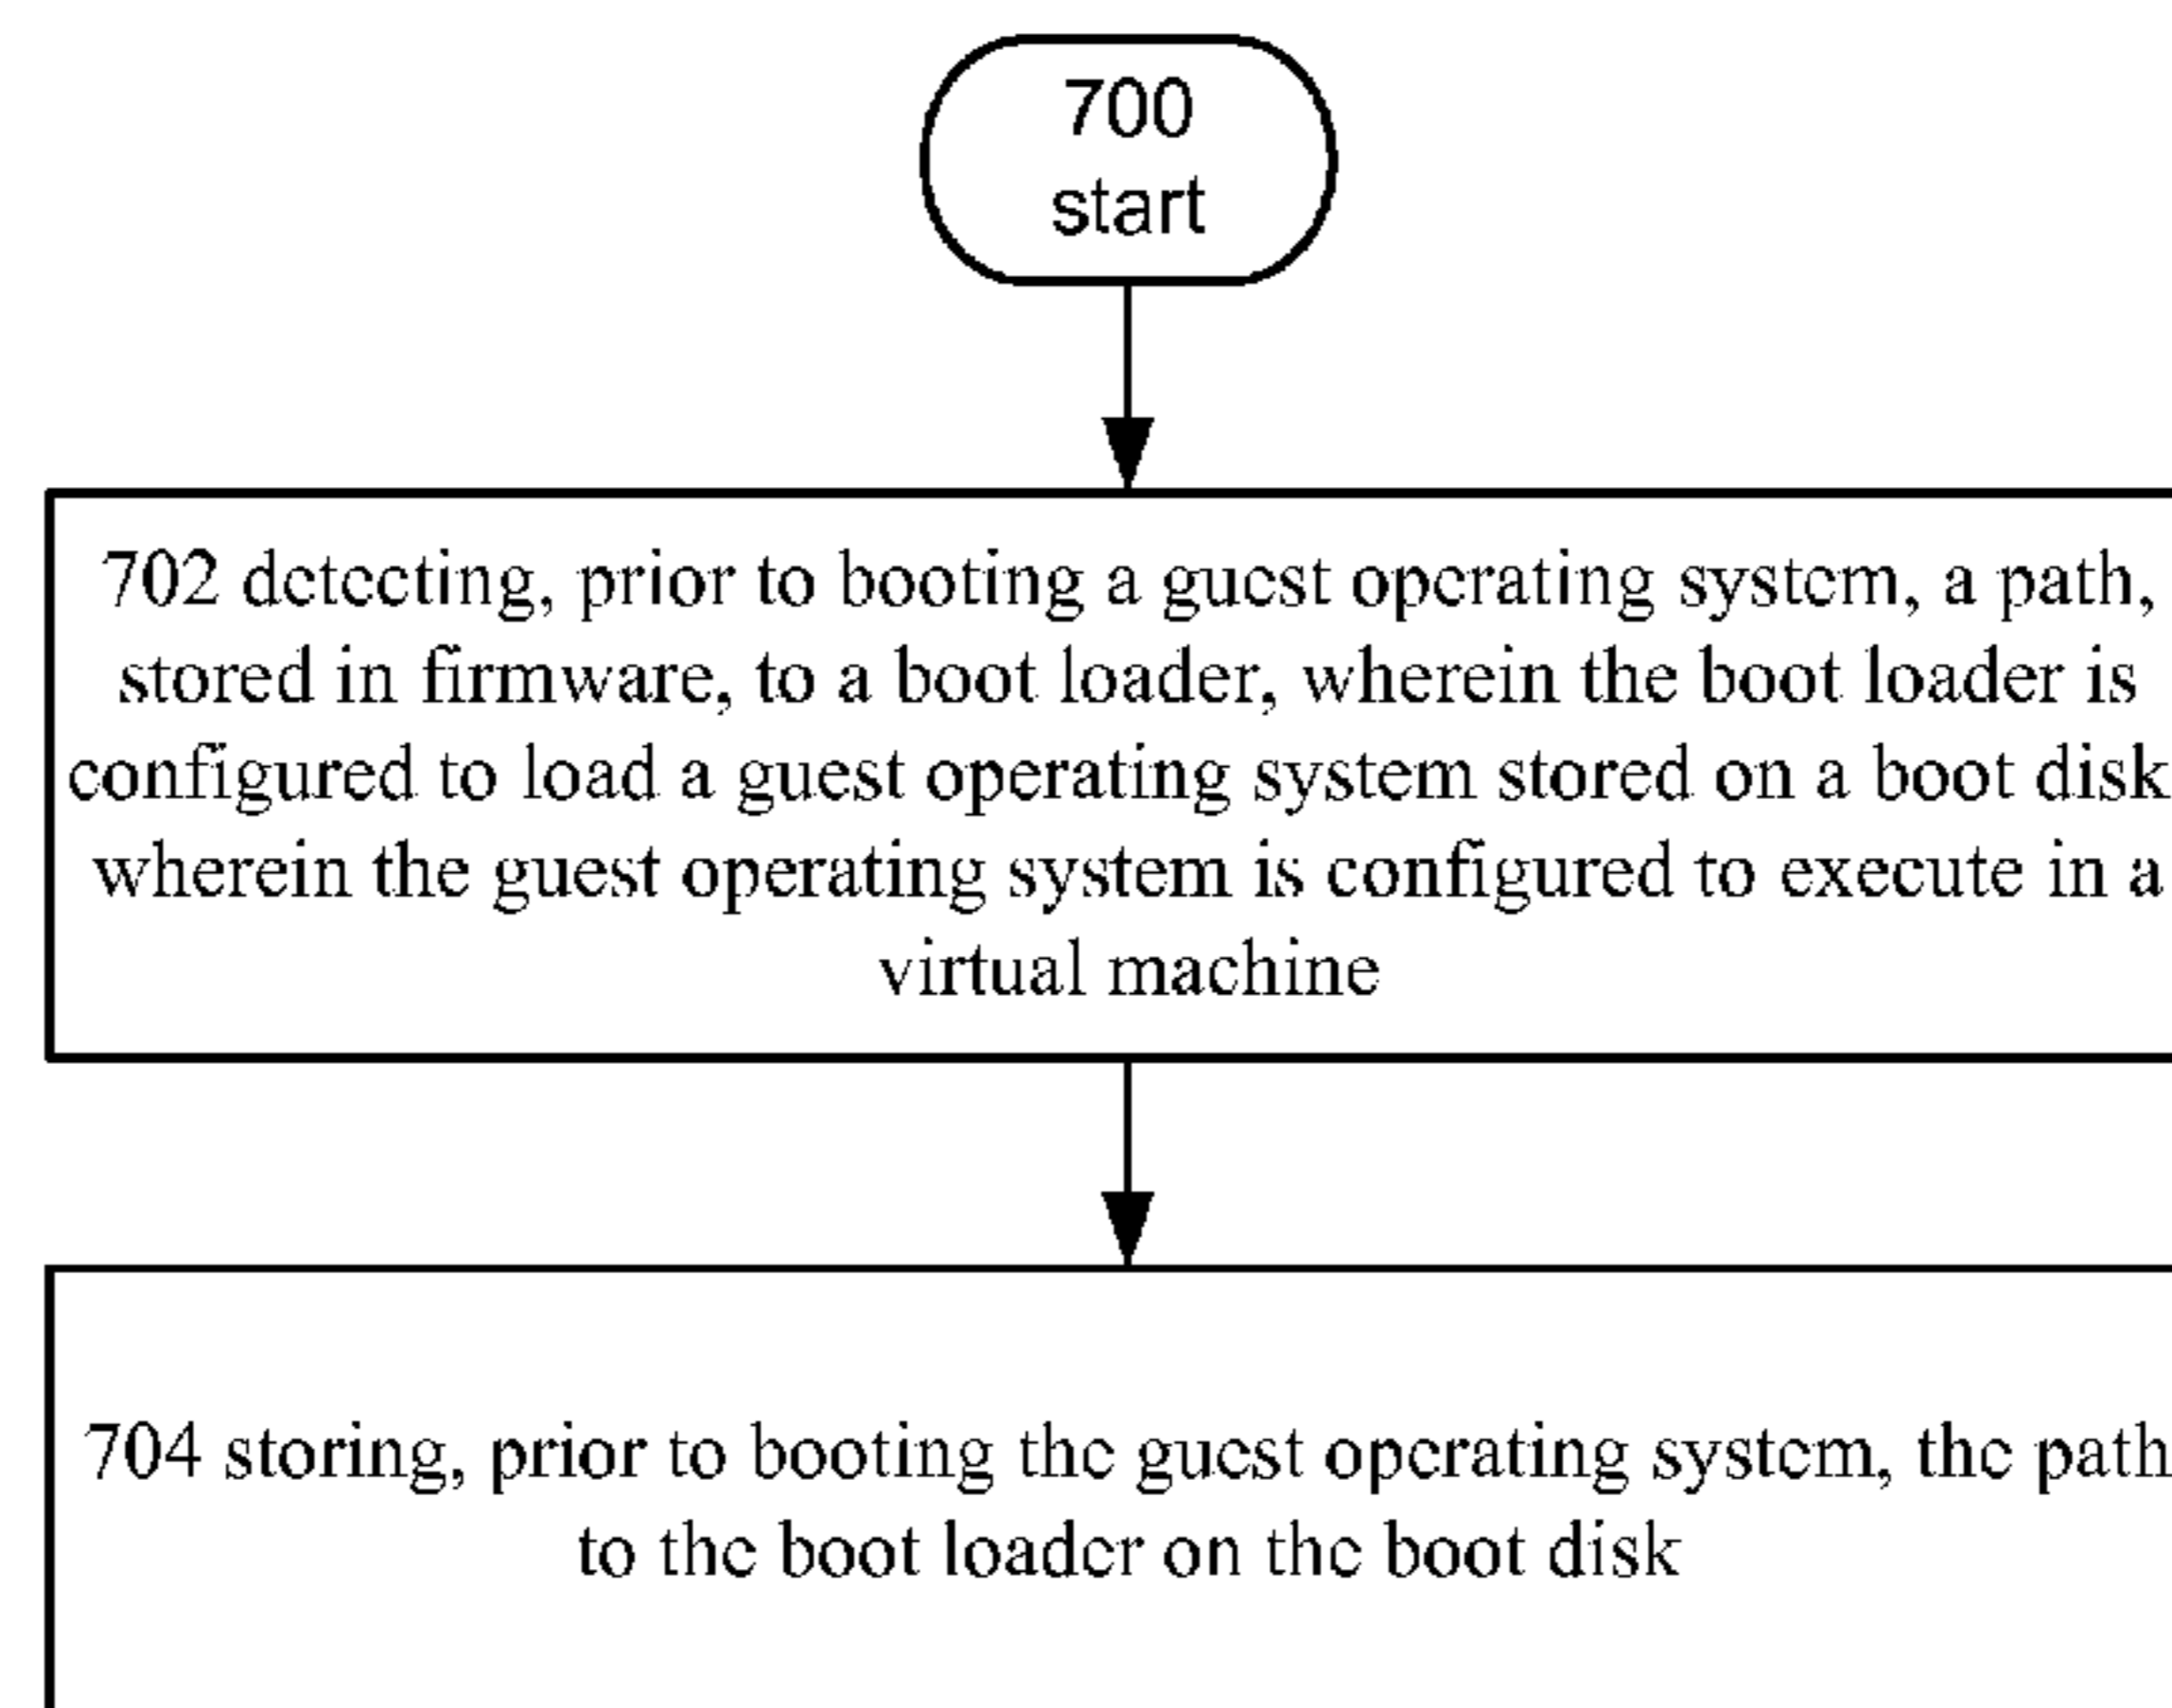 700
start
702 detecting, prior to booting a guest operating system, a path,
stored in firmware, to a boot loader, wherein the boot loader is
configured to load a guest operating system stored on a boot disk
wherein the guest operating system is configured to execute in a
virtual machine
704 storing, prior to booting the guest operating system, the path
to the boot loader on the boot disk